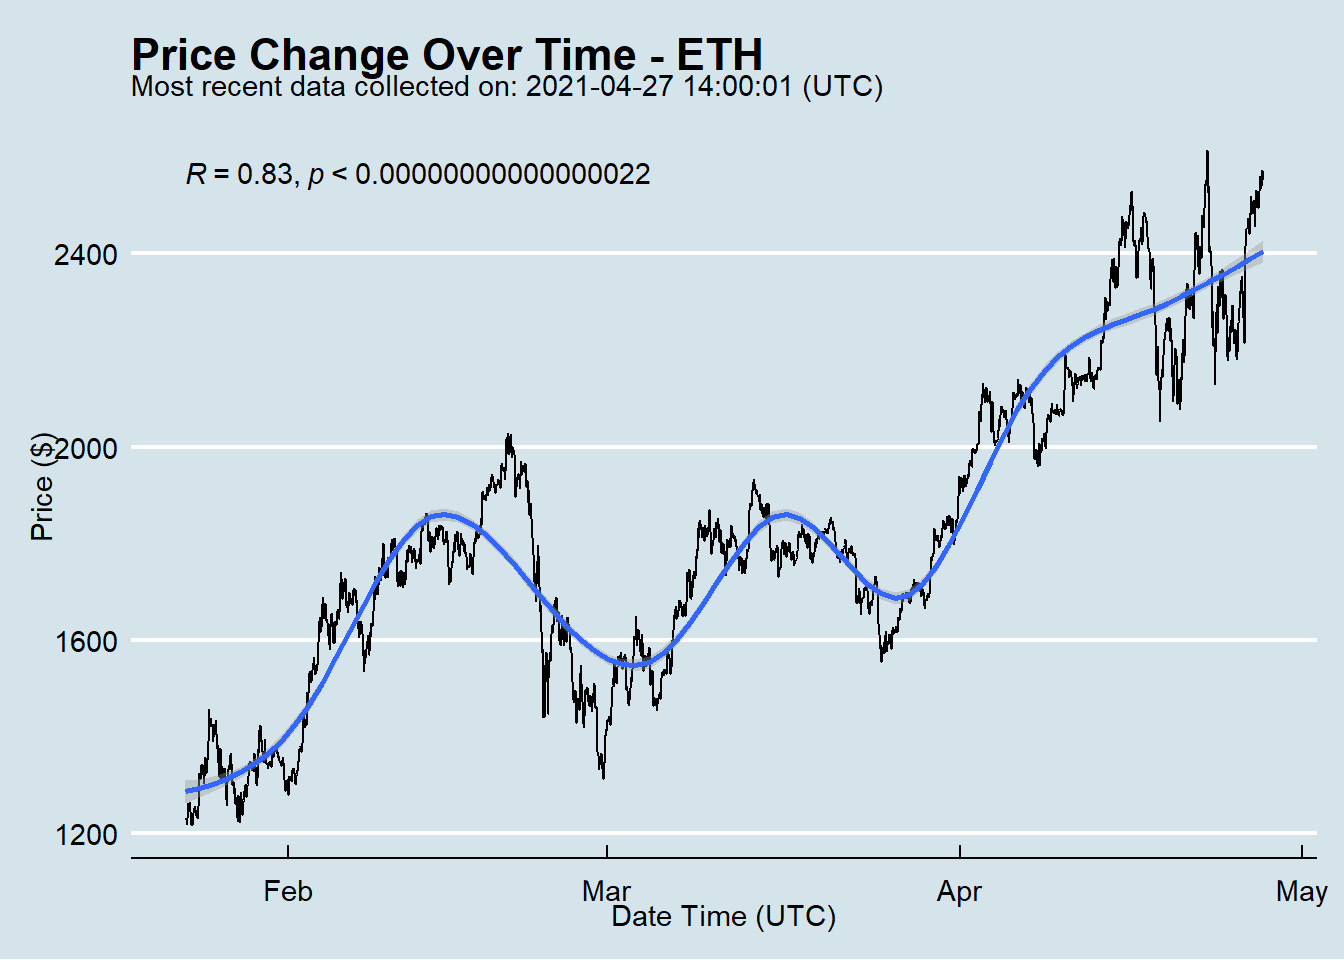 Price Change Over Time - ETH
Most recent data collected on: 2021-04-27 14:00:01 (UTC)
R = 0.83, p < 0.00000000000000022
2400
2000
1600
1200
Price ($)
Feb
Mar
Apr
May
Date Time (UTC)